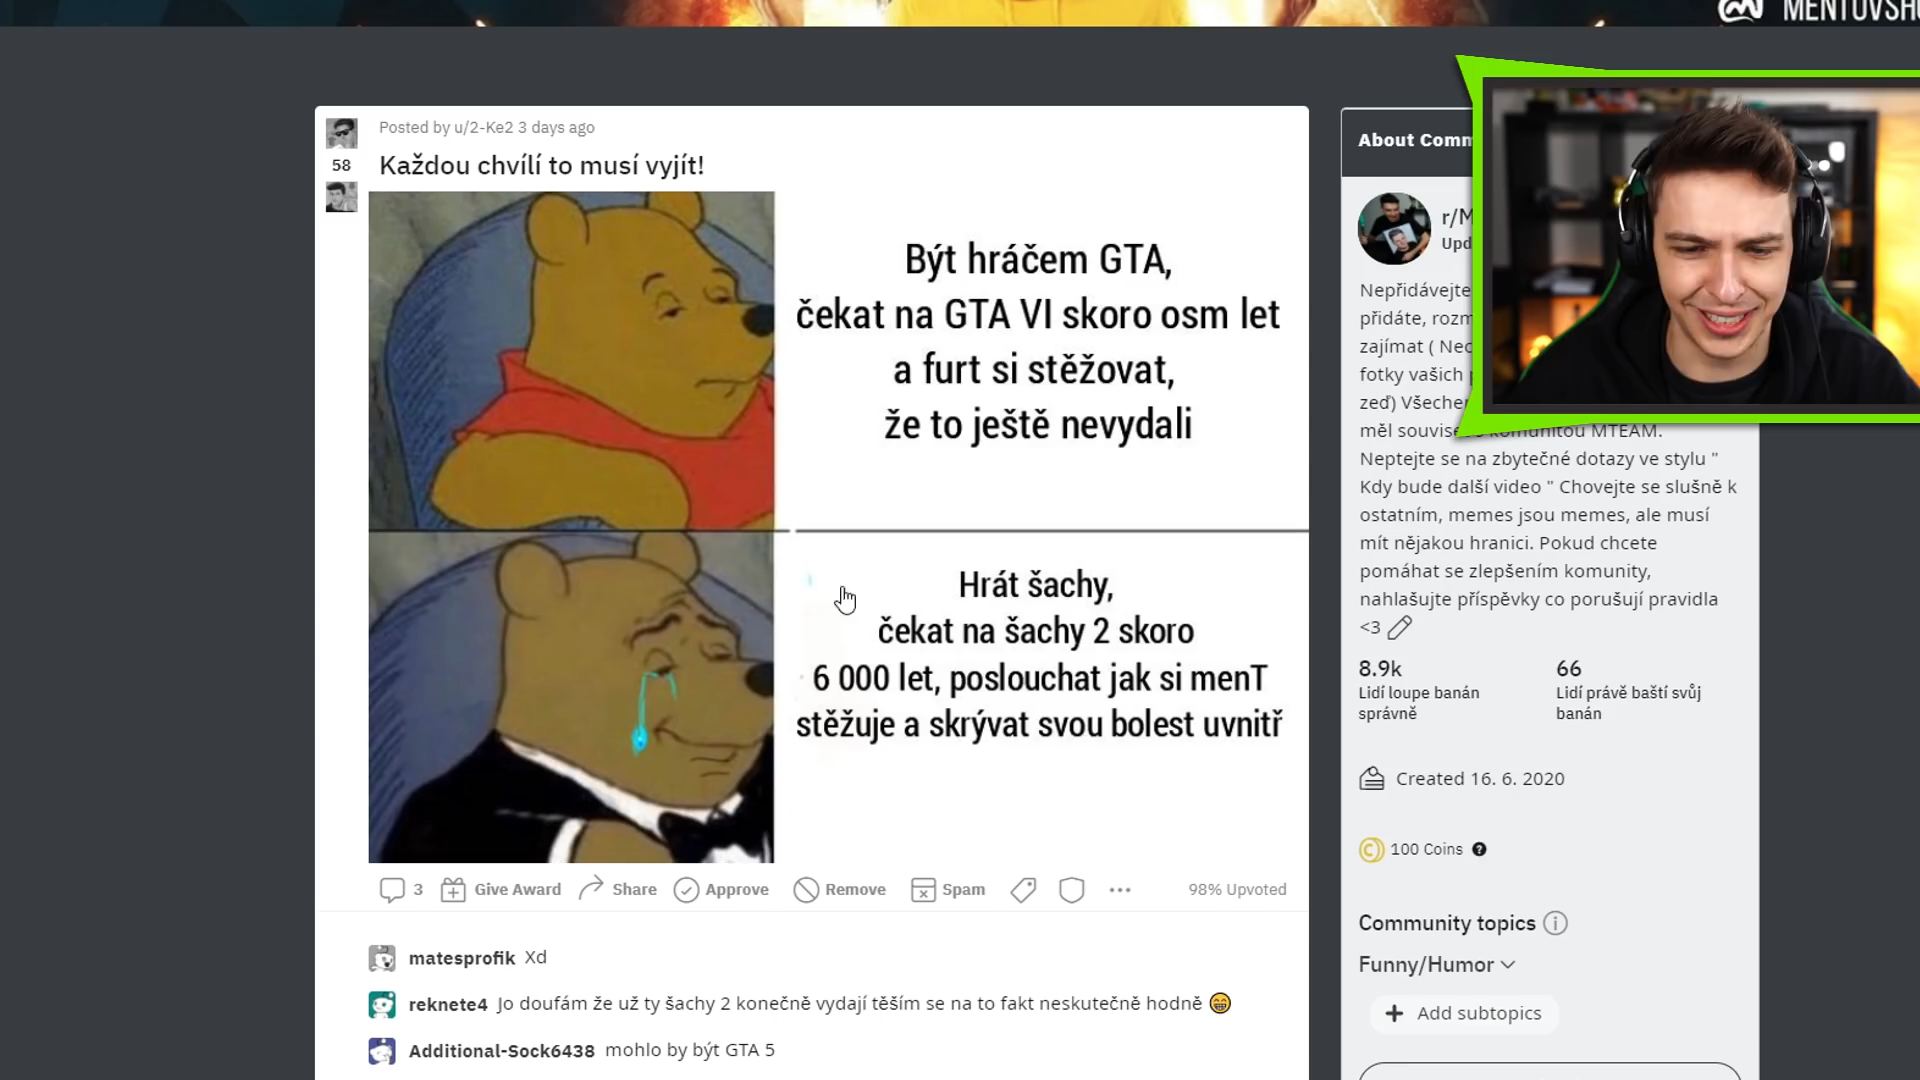 Posted by u/2-Ke2 3 days ago
58
Každou chvílí to musí vyjít!
Být hráčem GTA,
čekat na GTA VI skoro osm let
a furt si stěžovat,
že to ještě nevydali
Hrát šachy,
čekat na šachy 2 skoro
6 000 let, poslouchat jak si menT
stěžuje a skrývat svou bolest uvnitř
3 Give Award Share Approve Remove Spam 98% Upvoted
matesprofik Xd
reknete4 Jo doufám že už ty šachy 2 konečně vydají těším se na to fakt neskutečně hodně 😁
Additional-Sock6438 mohlo by být GTA 5
About
Nepřidávejte
přidáte,
zajímat (
fotky vašich
zeď) Všechen
měl komunitou MTEAM.
Neptejte se na zbytečné dotazy ve stylu "
Kdy bude další video " Chovejte se slušně k
ostatním, memes jsou memes, ale musí
mít nějakou hranici. Pokud chcete
pomáhat se zlepšením komunity,
nahlašujte příspěvky co porušují pravidla
<3
8.9k 66
Lidí loupe banán Lidí právě baští svůj
správně banán
Created 16. 6. 2020
100 Coins
Community topics
Funny/Humor
+ Add subtopics